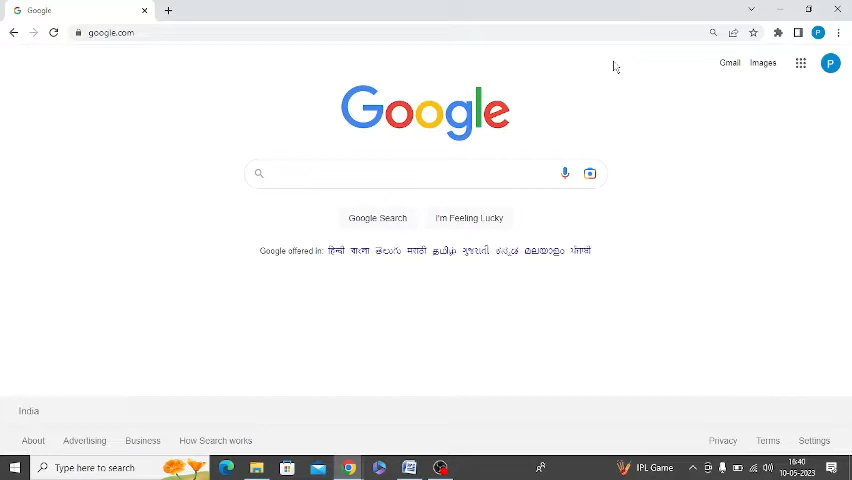 Google
google.com
P
Gmail Images
P
Google
Google Search I'm Feeling Lucky
Google offered in: हिन्दी বাংলা తెలుగు मराठी தமிழ் ગુજરાતી ಕನ್ನಡ മലയാളം ਪੰਜਾਬੀ
India
About Advertising Business How Search works Privacy Terms Settings
Type here to search
IPL Game
16:40
10-05-2023